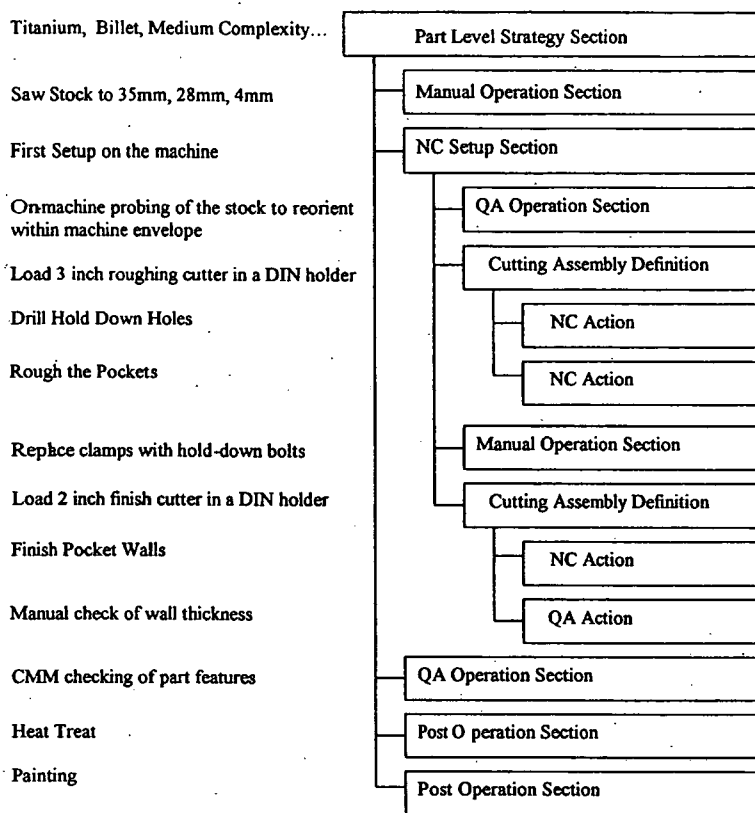 Titanium, Billet, Medium Complexity...
Part Level Strategy Section
Saw Stock to 35mm, 28mm, 4mm
Manual Operation Section
First Setup on the machine
NC Setup Section
On-machine probing of the stock to reorient
within machine envelope
QA Operation Section
Load 3 inch roughing cutter in a DIN holder
Cutting Assembly Definition
Drill Hold Down Holes
NC Action
Rough the Pockets
NC Action
Replace clamps with hold-down bolts
Manual Operation Section
Load 2 inch finish cutter in a DIN holder
Cutting Assembly Definition
Finish Pocket Walls
NC Action
Manual check of wall thickness
QA Action
CMM checking of part features
QA Operation Section
Heat Treat
Post O peration Section
Painting
Post Operation Section